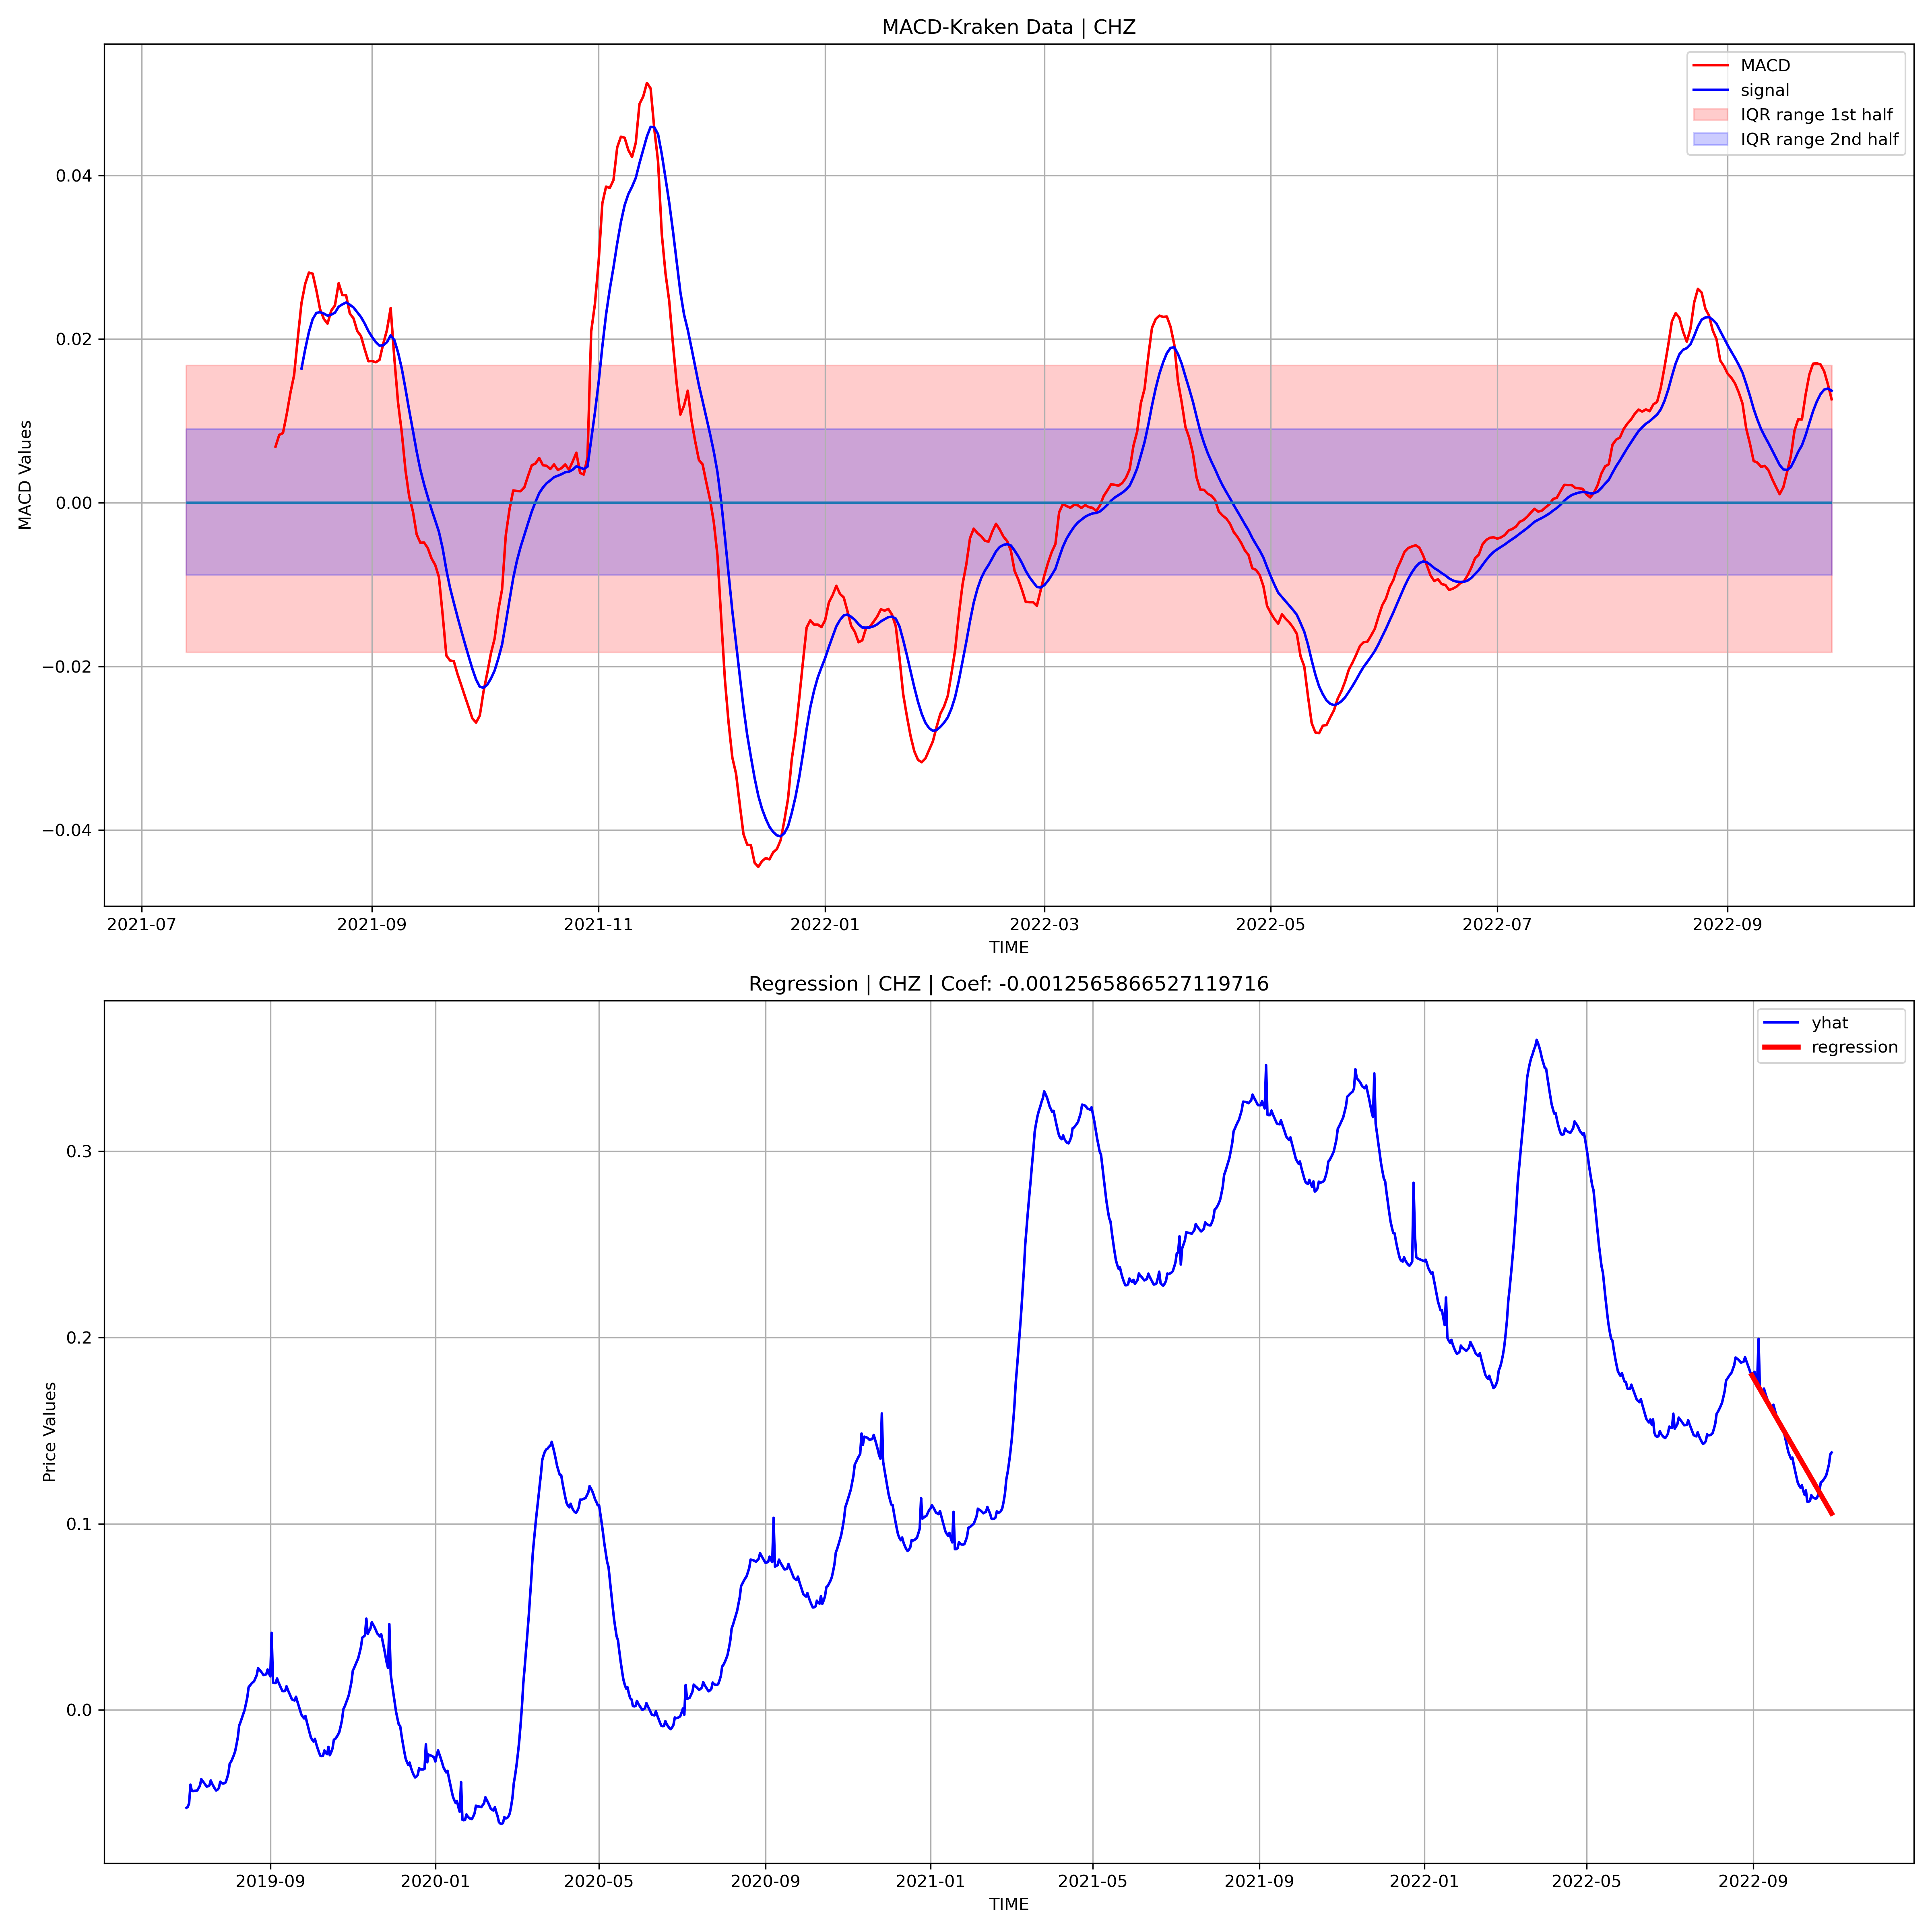 MACD-Kraken Data | CHZ
MACD
signal
IQR range 1st half
IQR range 2nd half
MACD Values
0.04
0.02
0.00
−0.02
−0.04
2021-07 2021-09 2021-11 2022-01 2022-03 2022-05 2022-07 2022-09
TIME
Regression | CHZ | Coef: -0.0012565866527119716
yhat
regression
Price Values
0.3
0.2
0.1
0.0
2019-09 2020-01 2020-05 2020-09 2021-01 2021-05 2021-09 2022-01 2022-05 2022-09
TIME